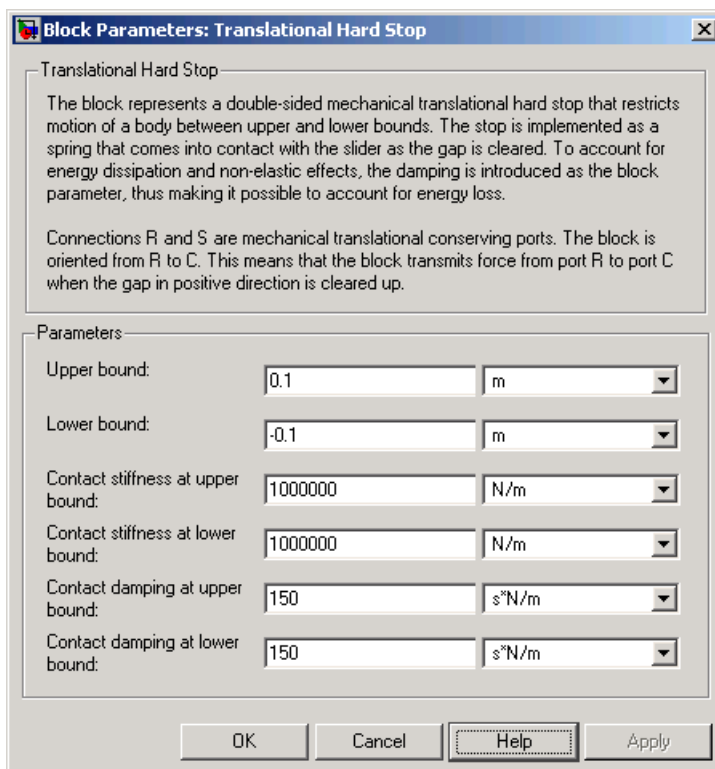 Block Parameters: Translational Hard Stop
Translational Hard Stop
The block represents a double-sided mechanical translational hard stop that restricts
motion of a body between upper and lower bounds. The stop is implemented as a
spring that comes into contact with the slider as the gap is cleared. To account for
energy dissipation and non-elastic effects, the damping is introduced as the block
parameter, thus making it possible to account for energy loss.
Connections R and S are mechanical translational conserving ports. The block is
oriented from R to C. This means that the block transmits force from port R to port C
when the gap in positive direction is cleared up.
Parameters
Upper bound: 0.1 m
Lower bound: -0.1 m
Contact stiffness at upper
bound: 1000000 N/m
Contact stiffness at lower
bound: 1000000 N/m
Contact damping at upper
bound: 150 s*N/m
Contact damping at lower
bound: 150 s*N/m
OK Cancel Help Apply